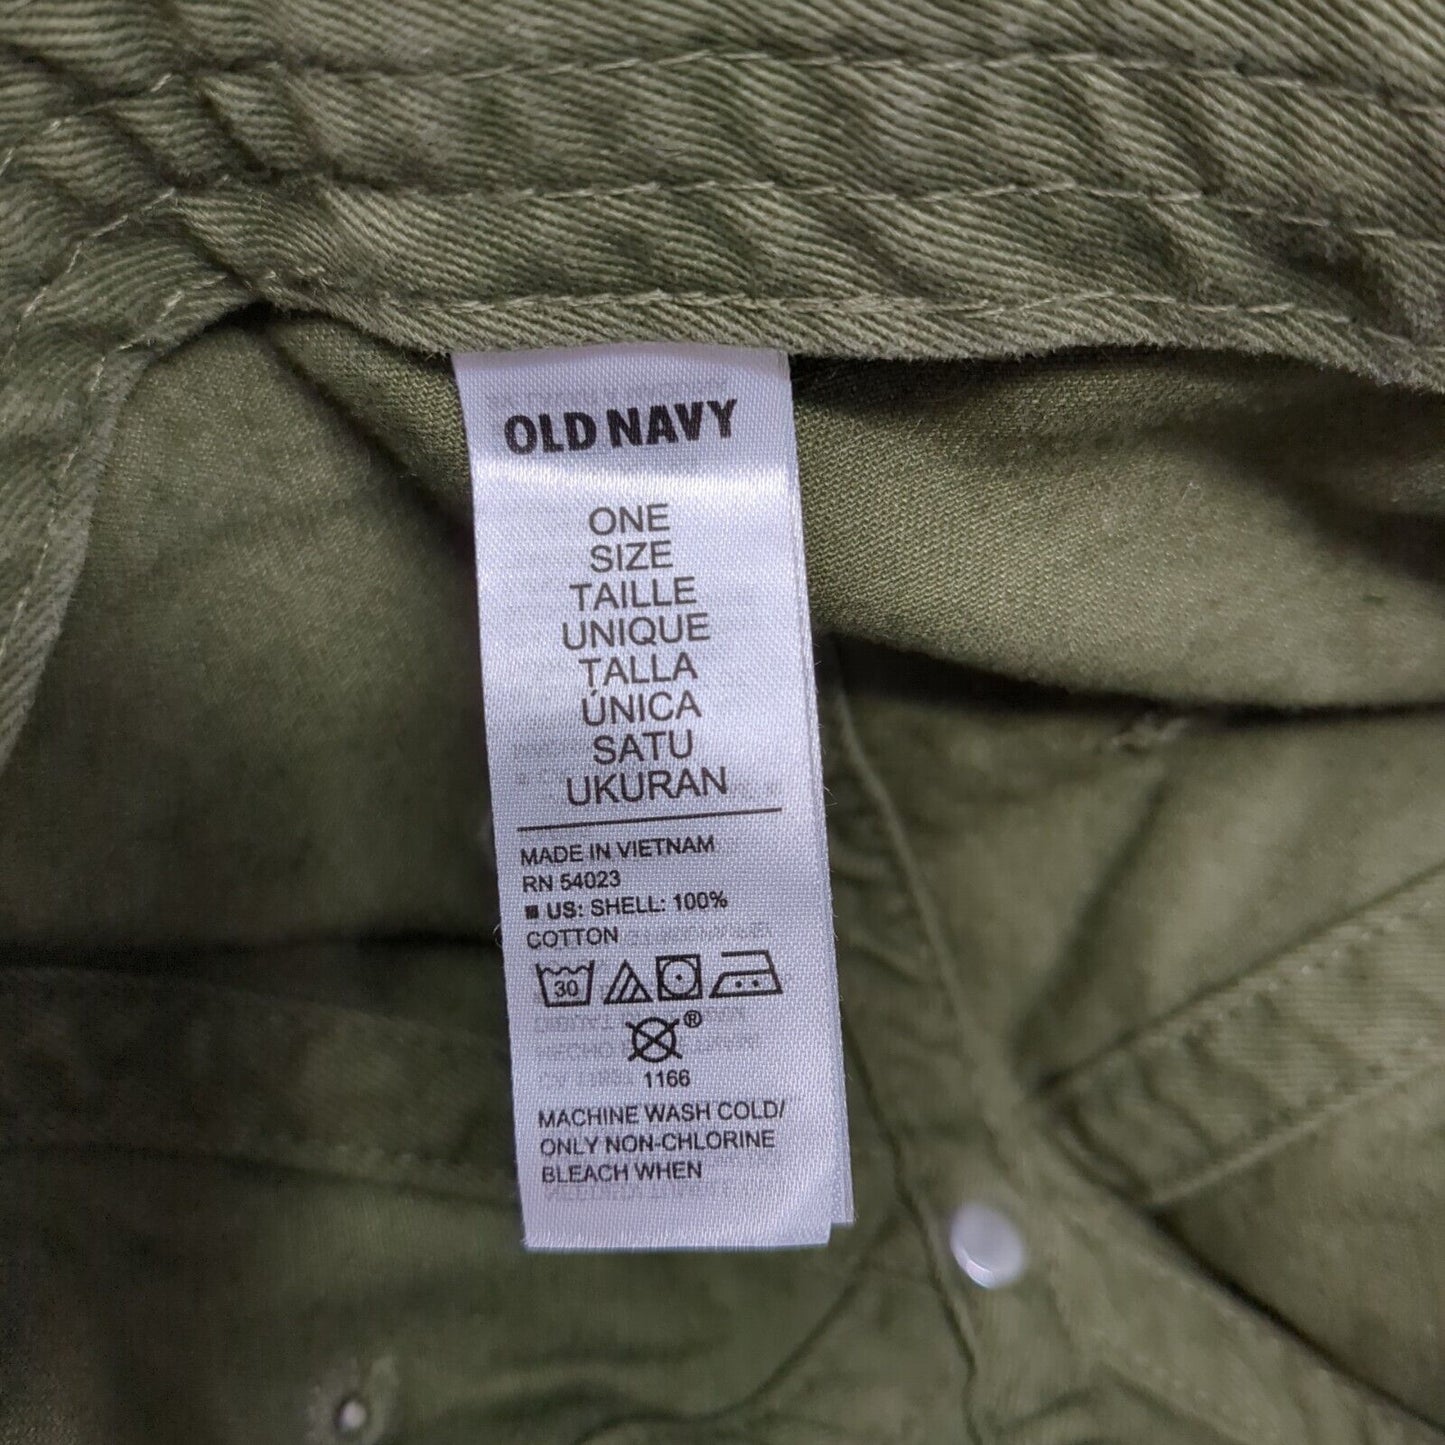 OLD NAVY
ONE
SIZE
TAILLE
UNIQUE
TALLA
ÚNICA
SATU
UKURAN
MADE IN VIETNAM
RN 54023
■ US: SHELL: 100%
COTTON
30
®
1166
MACHINE WASH COLD/
ONLY NON-CHLORINE
BLEACH WHEN